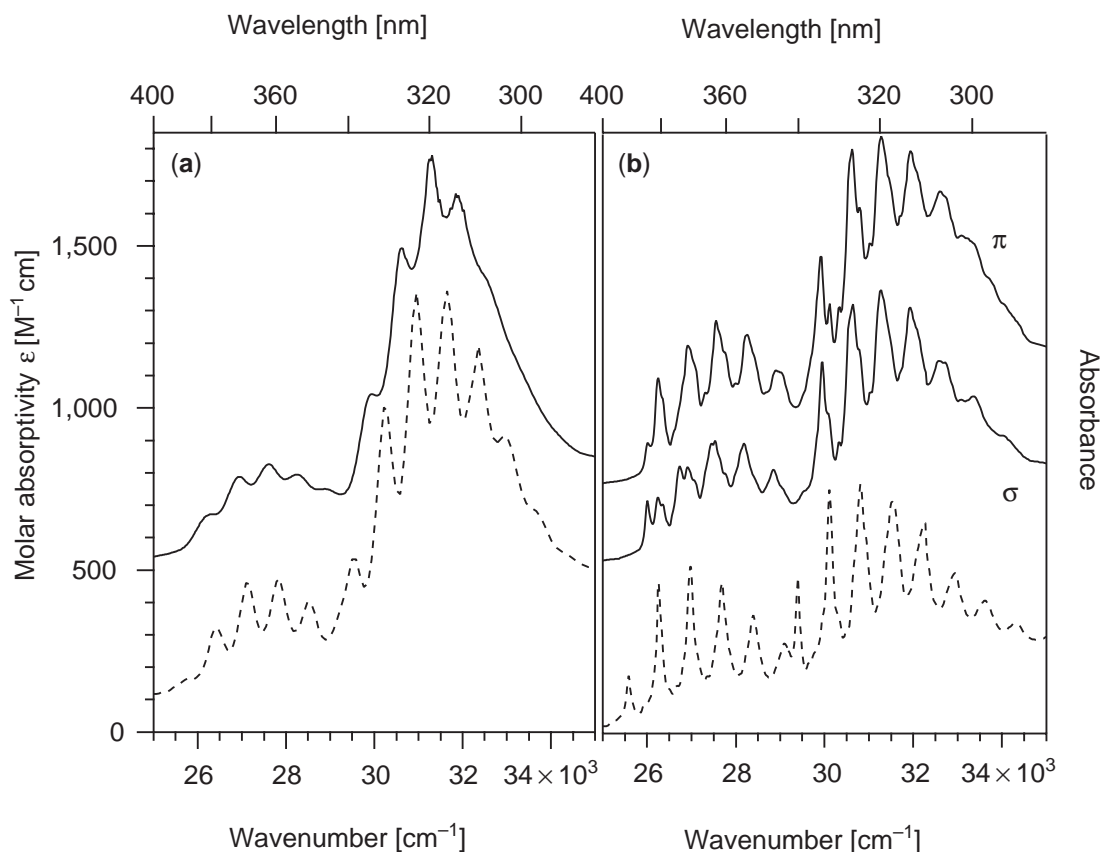 Wavelength [nm]
Wavelength [nm]
400 360 320 300
400 360 320 300
(a)
(b)
π
σ
1,500
1,000
500
0
Molar absorptivity ε [M−1 cm]
Absorbance
26 28 30 32 34 × 10³
26 28 30 32 34 × 10³
Wavenumber [cm−1]
Wavenumber [cm−1]